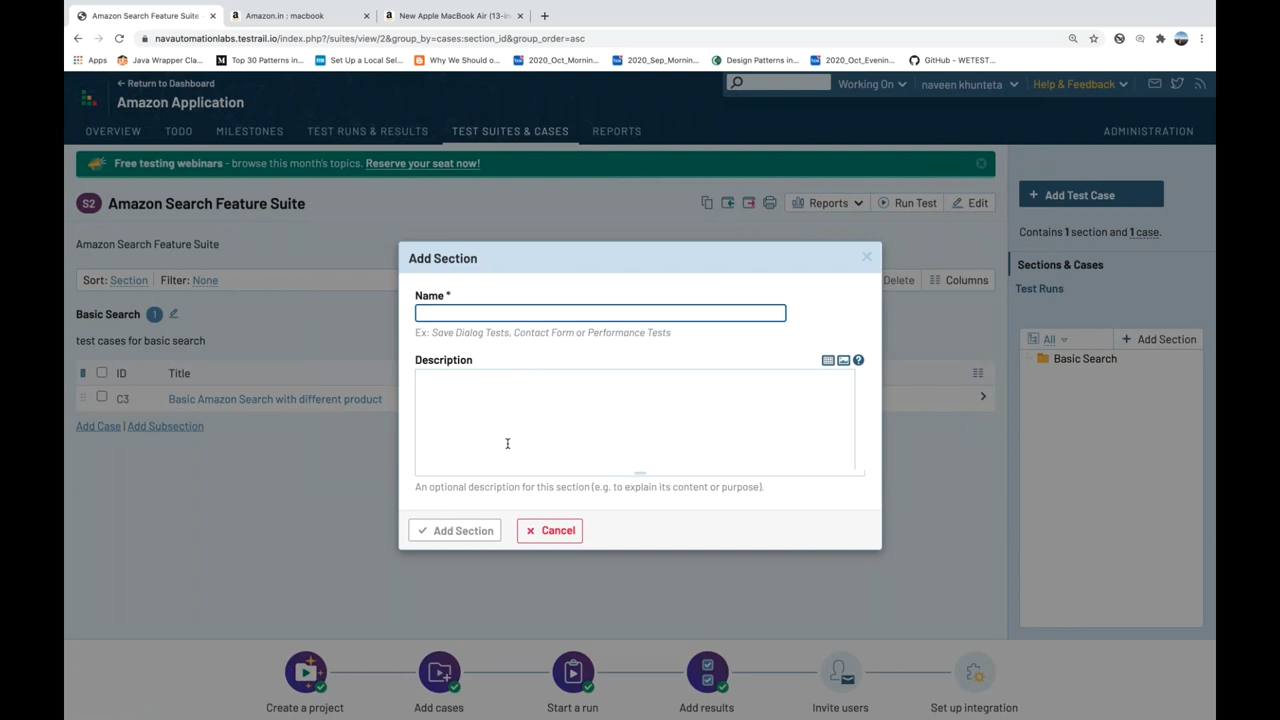 Amazon Search Feature Suite
Amazon.in : macbook
New Apple MacBook Air (13-in
navautomationlabs.testrail.io/index.php?/suites/view/2&group_by=cases:section_id&group_order=asc
Apps
Java Wrapper Cla...
Top 30 Patterns in...
Set Up a Local Sel...
Why We Should o...
2020_Oct_Mornin...
2020_Sep_Mornin...
Design Patterns in...
2020_Oct_Evenin...
GitHub - WETEST...
← Return to Dashboard
Amazon Application
Working On
naveen khunteta
Help & Feedback
OVERVIEW
TODO
MILESTONES
TEST RUNS & RESULTS
TEST SUITES & CASES
REPORTS
ADMINISTRATION
Free testing webinars - browse this month's topics. Reserve your seat now!
S2 Amazon Search Feature Suite
Reports
Run Test
Edit
+ Add Test Case
Contains 1 section and 1 case.
Amazon Search Feature Suite
Sort: Section
Filter: None
Delete
Columns
Sections & Cases
Test Runs
Basic Search 1
test cases for basic search
ID
Title
C3
Basic Amazon Search with different product
Add Case | Add Subsection
All
+ Add Section
Basic Search
Add Section
Name *
Ex: Save Dialog Tests, Contact Form or Performance Tests
Description
An optional description for this section (e.g. to explain its content or purpose).
Add Section
Cancel
Create a project
Add cases
Start a run
Add results
Invite users
Set up integration